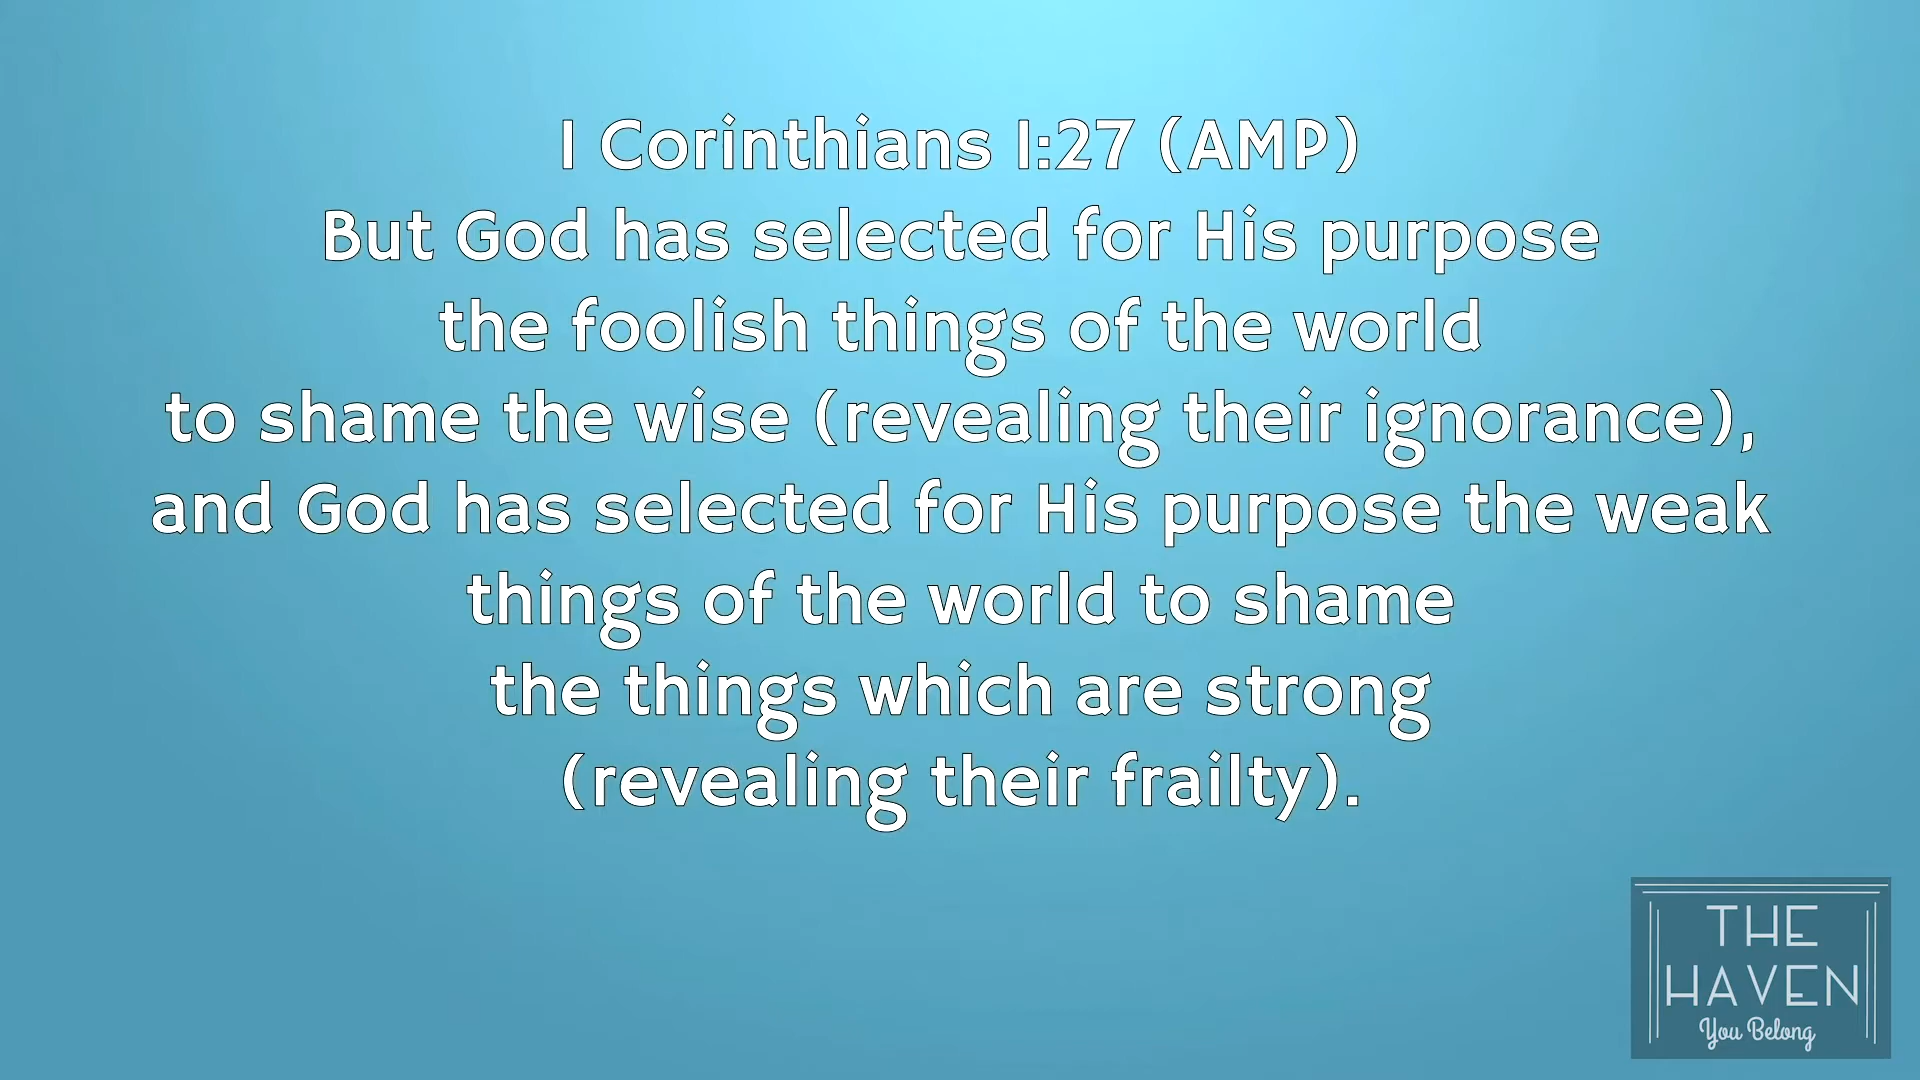 1 Corinthians 1:27 (AMP)
But God has selected for His purpose
the foolish things of the world
to shame the wise (revealing their ignorance),
and God has selected for His purpose the weak
things of the world to shame
the things which are strong
(revealing their frailty).
THE
HAVEN
You Belong